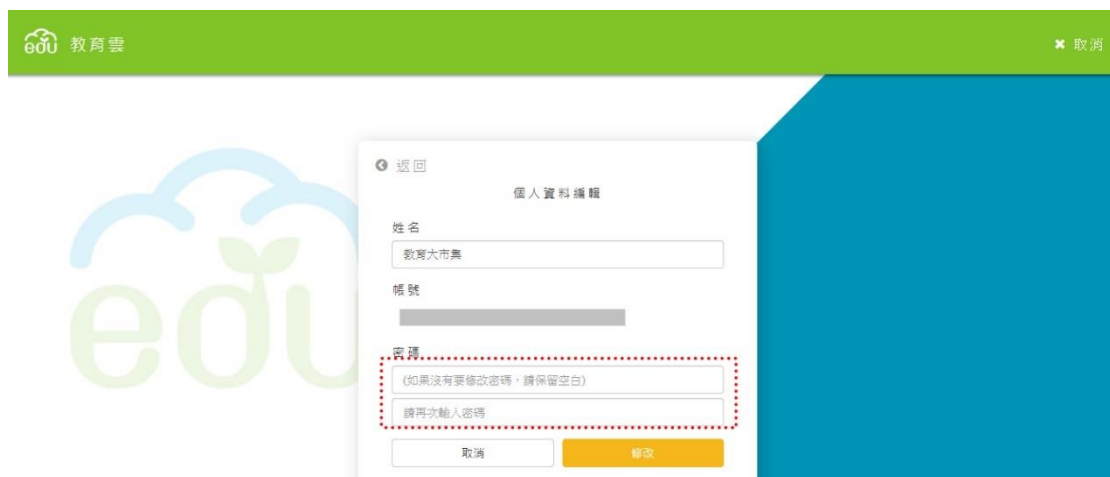 edu 教育雲
✖ 取消
edu
返回
個人資料編輯
姓名
教育大市集
帳號
密碼
(如果沒有要修改密碼，請保留空白)
請再次輸入密碼
取消
修改